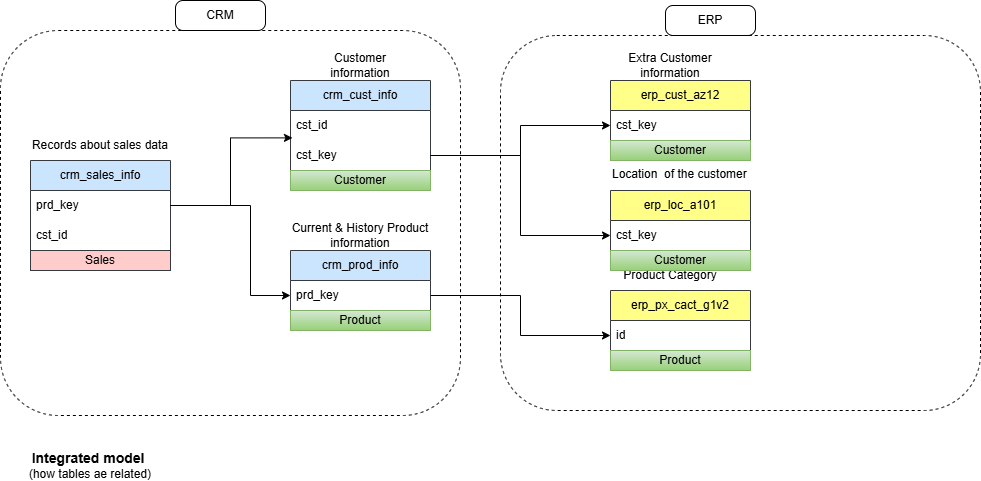 CRM
ERP
Customer
information
crm_cust_info
cst_id
cst_key
Customer
Records about sales data
crm_sales_info
prd_key
cst_id
Sales
Current & History Product
information
crm_prod_info
prd_key
Product
Extra Customer
information
erp_cust_az12
cst_key
Customer
Location of the customer
erp_loc_a101
cst_key
Customer
Product Category
erp_px_cact_g1v2
id
Product
Integrated model
(how tables ae related)